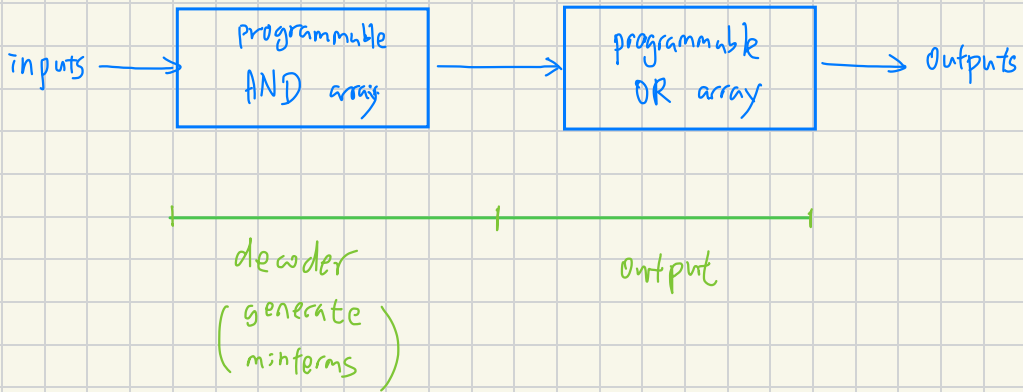 inputs
programmable
AND array
programmable
OR array
Outputs
decoder
output
(generate
minterms)